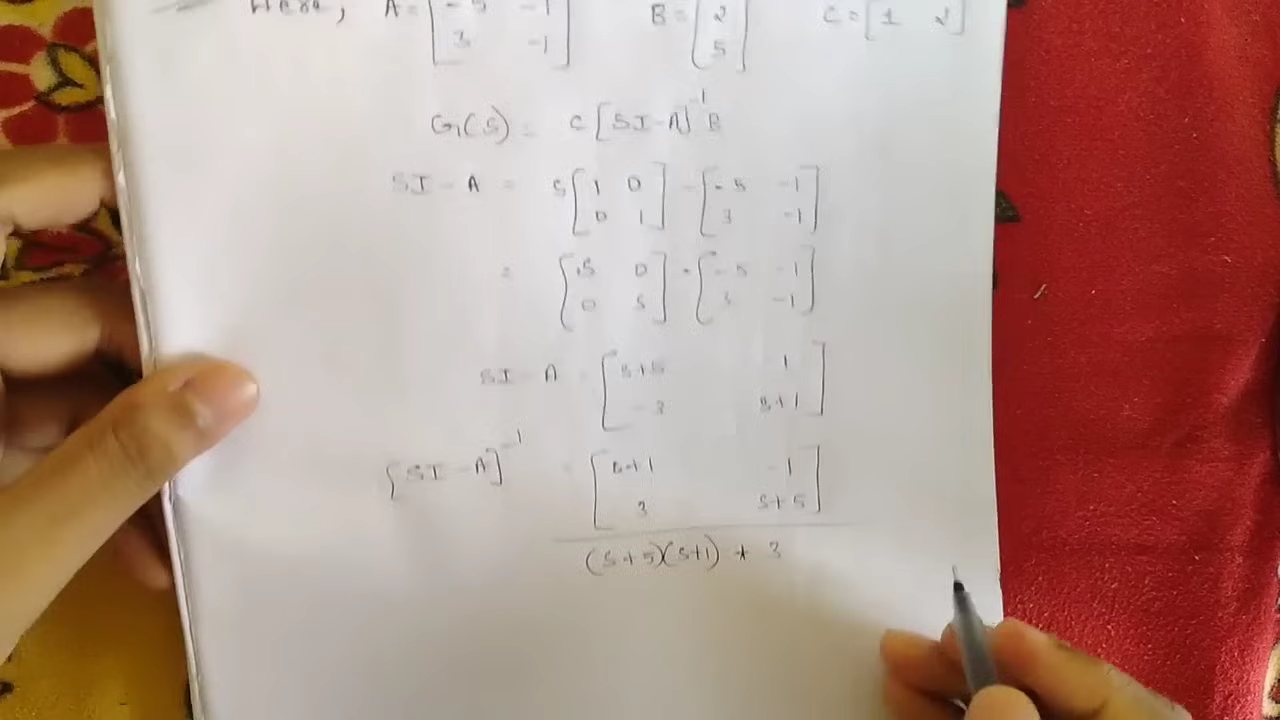 Here, A = [-5 -1 B = [2 C = [1 2]
3 -1] 5]
G(s) = C[SI-A]⁻¹ B
SI - A = S[1 0 - [-5 -1
0 1] 3 -1]
= [S 0 - [-5 -1
0 S] 3 -1]
SI - A = [S+5 1
-3 S+1]
[SI-A]⁻¹ = [S+1 -1
3 S+5]
(S+5)(S+1) + 3